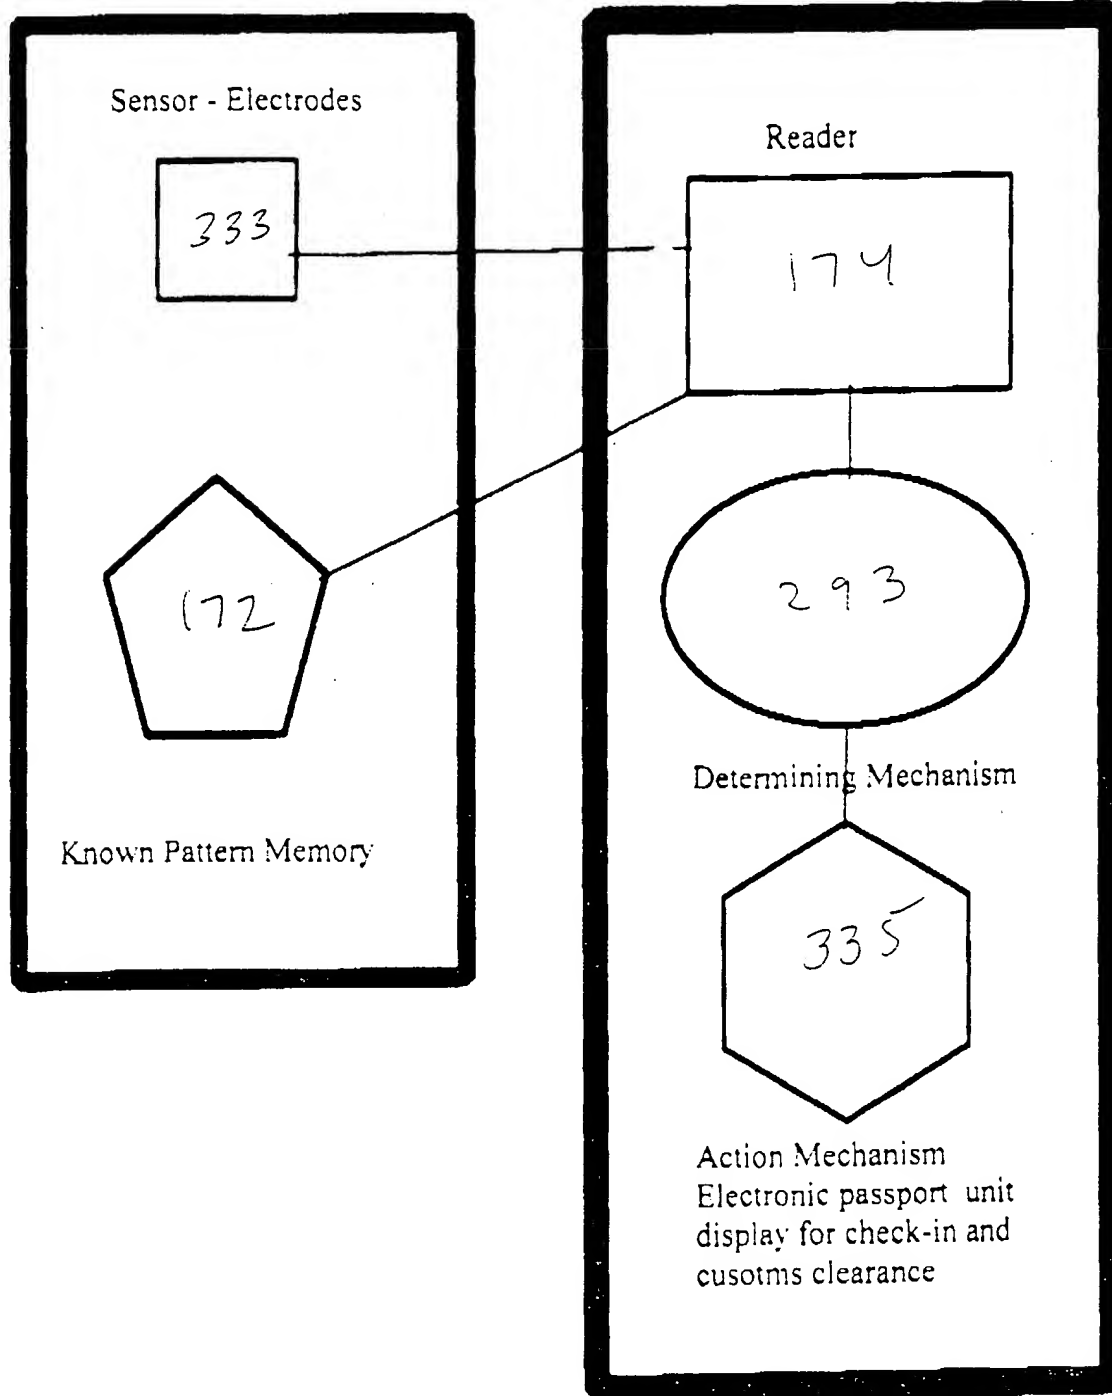 Sensor - Electrodes
333
172
Known Pattern Memory
Reader
174
293
Determining Mechanism
335
Action Mechanism
Electronic passport unit
display for check-in and
cusotms clearance